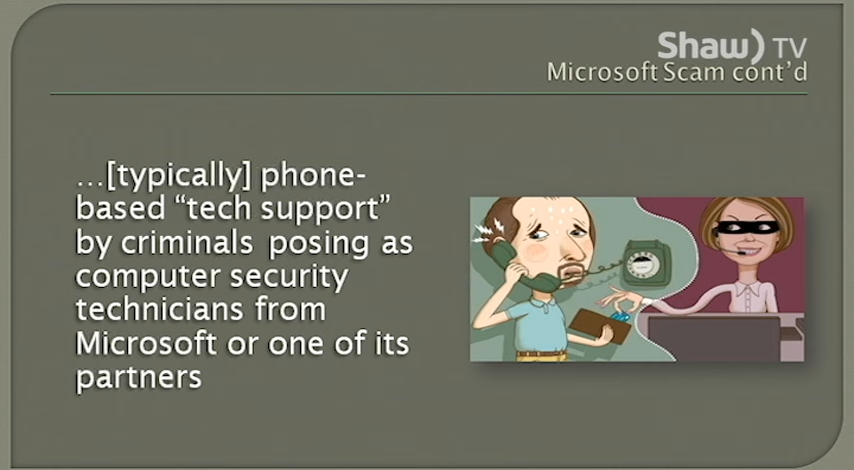 Shaw) TV
Microsoft Scam cont'd
...[typically] phone-
based “tech support”
by criminals posing as
computer security
technicians from
Microsoft or one of its
partners